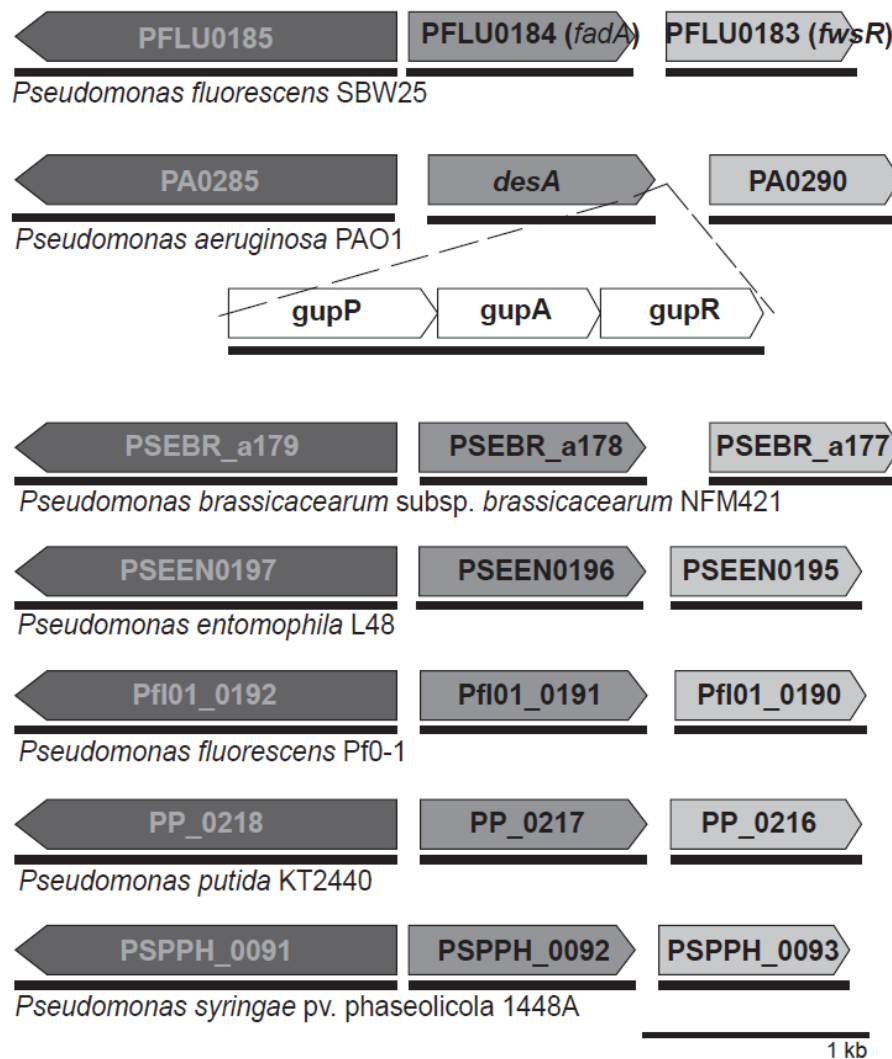 PFLU0185 PFLU0184 (fadA) PFLU0183 (fwsR)
Pseudomonas fluorescens SBW25
PA0285 desA PA0290
Pseudomonas aeruginosa PAO1
gupP gupA gupR
PSEBR_a179 PSEBR_a178 PSEBR_a177
Pseudomonas brassicacearum subsp. brassicacearum NFM421
PSEEN0197 PSEEN0196 PSEEN0195
Pseudomonas entomophila L48
Pfl01_0192 Pfl01_0191 Pfl01_0190
Pseudomonas fluorescens Pf0-1
PP_0218 PP_0217 PP_0216
Pseudomonas putida KT2440
PSPPH_0091 PSPPH_0092 PSPPH_0093
Pseudomonas syringae pv. phaseolicola 1448A
1 kb